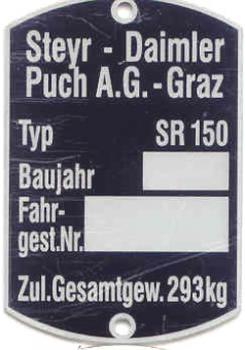 Steyr - Daimler
Puch A.G. - Graz
Typ SR 150
Baujahr
Fahr-
gest.Nr.
Zul.Gesamtgew. 293kg